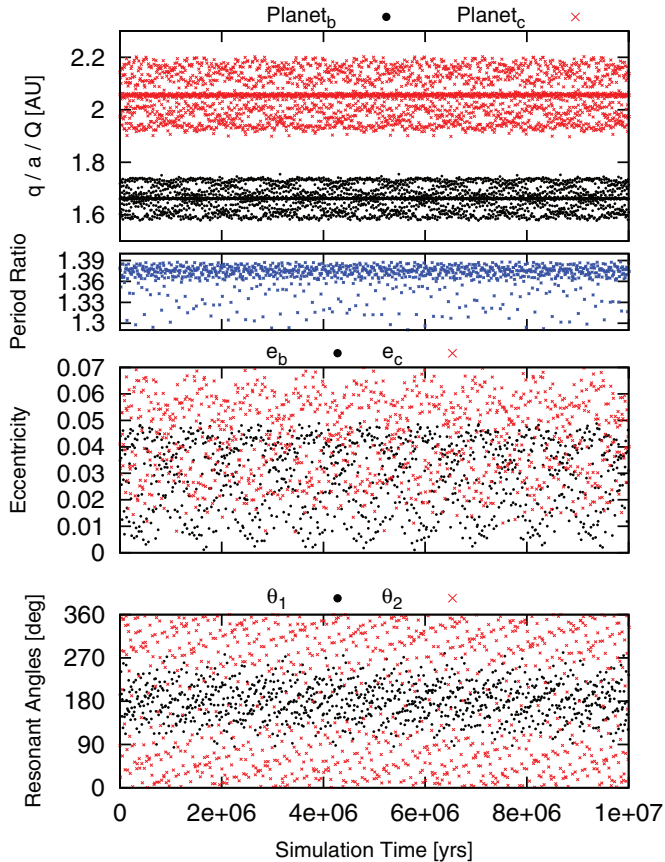 Planet_b Planet_c
q / a / Q [AU]
2.2
2
1.8
1.6
Period Ratio
1.39
1.36
1.33
1.3
e_b e_c
Eccentricity
0.07
0.06
0.05
0.04
0.03
0.02
0.01
0
θ_1 θ_2
Resonant Angles [deg]
360
270
180
90
0
0 2e+06 4e+06 6e+06 8e+06 1e+07
Simulation Time [yrs]